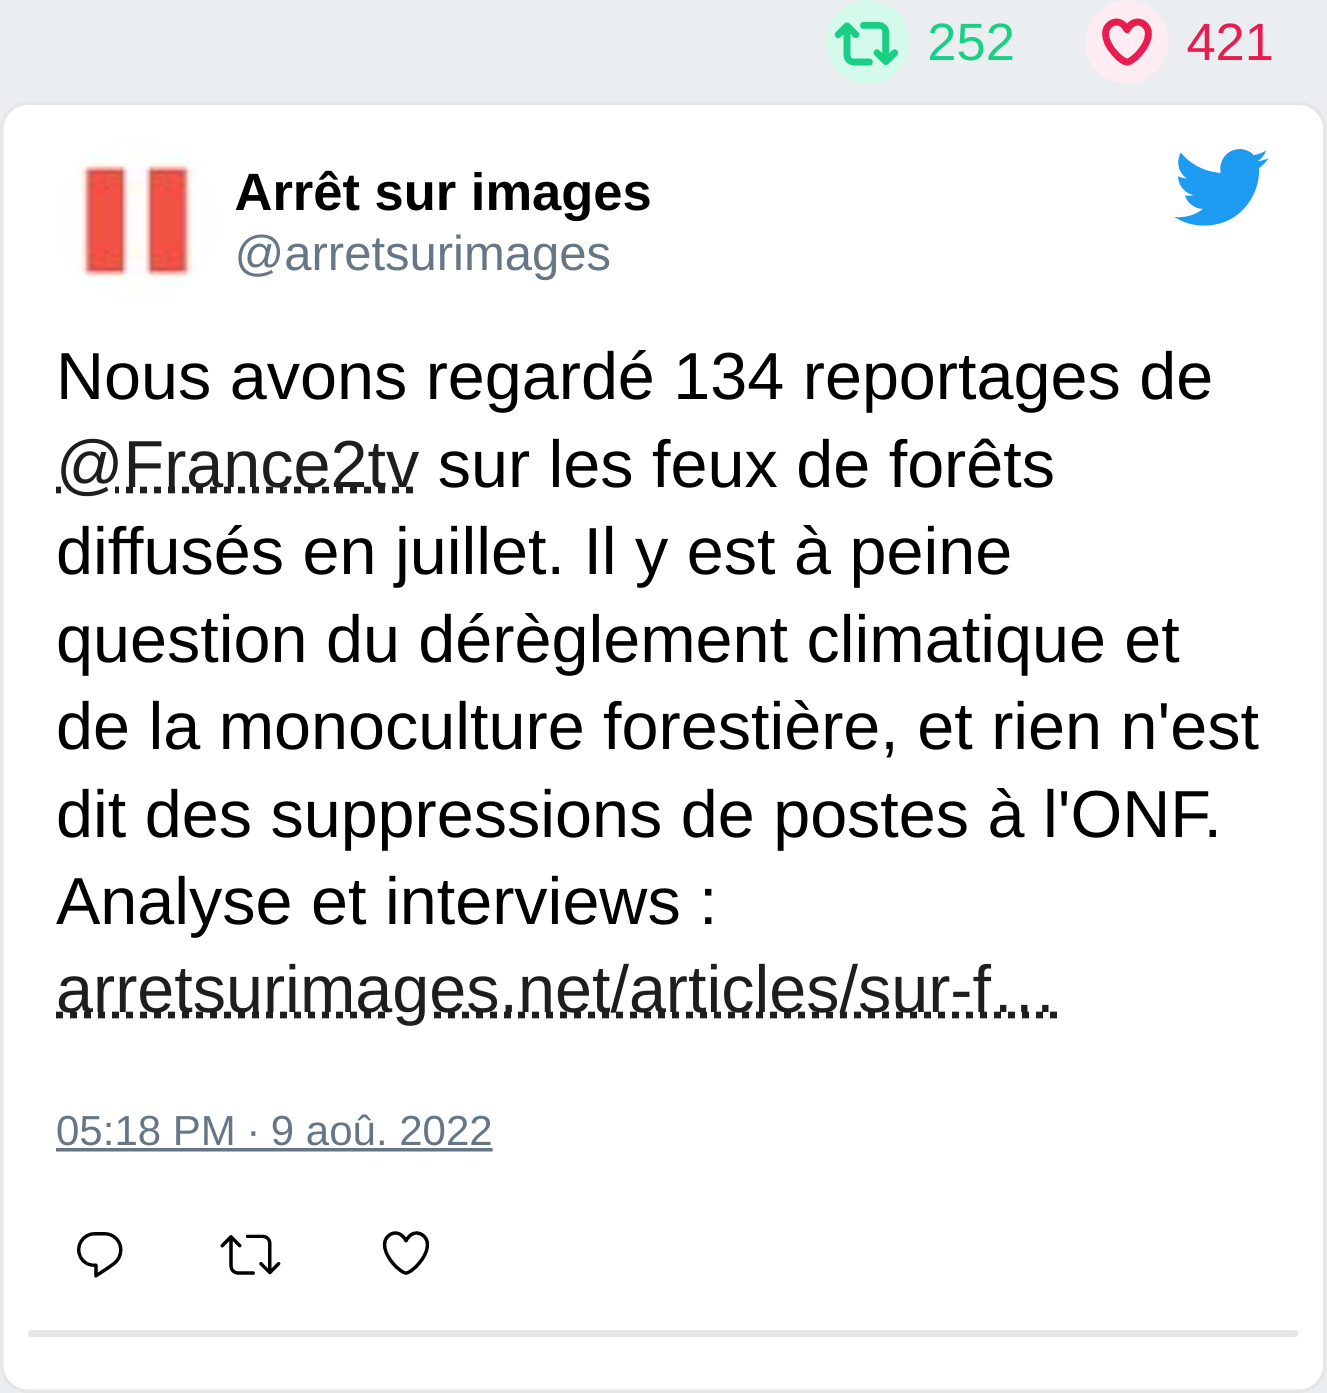 252 421
Arrêt sur images
@arretsurimages
Nous avons regardé 134 reportages de
@France2tv sur les feux de forêts
diffusés en juillet. Il y est à peine
question du dérèglement climatique et
de la monoculture forestière, et rien n'est
dit des suppressions de postes à l'ONF.
Analyse et interviews :
arretsurimages.net/articles/sur-f…
05:18 PM · 9 aoû. 2022